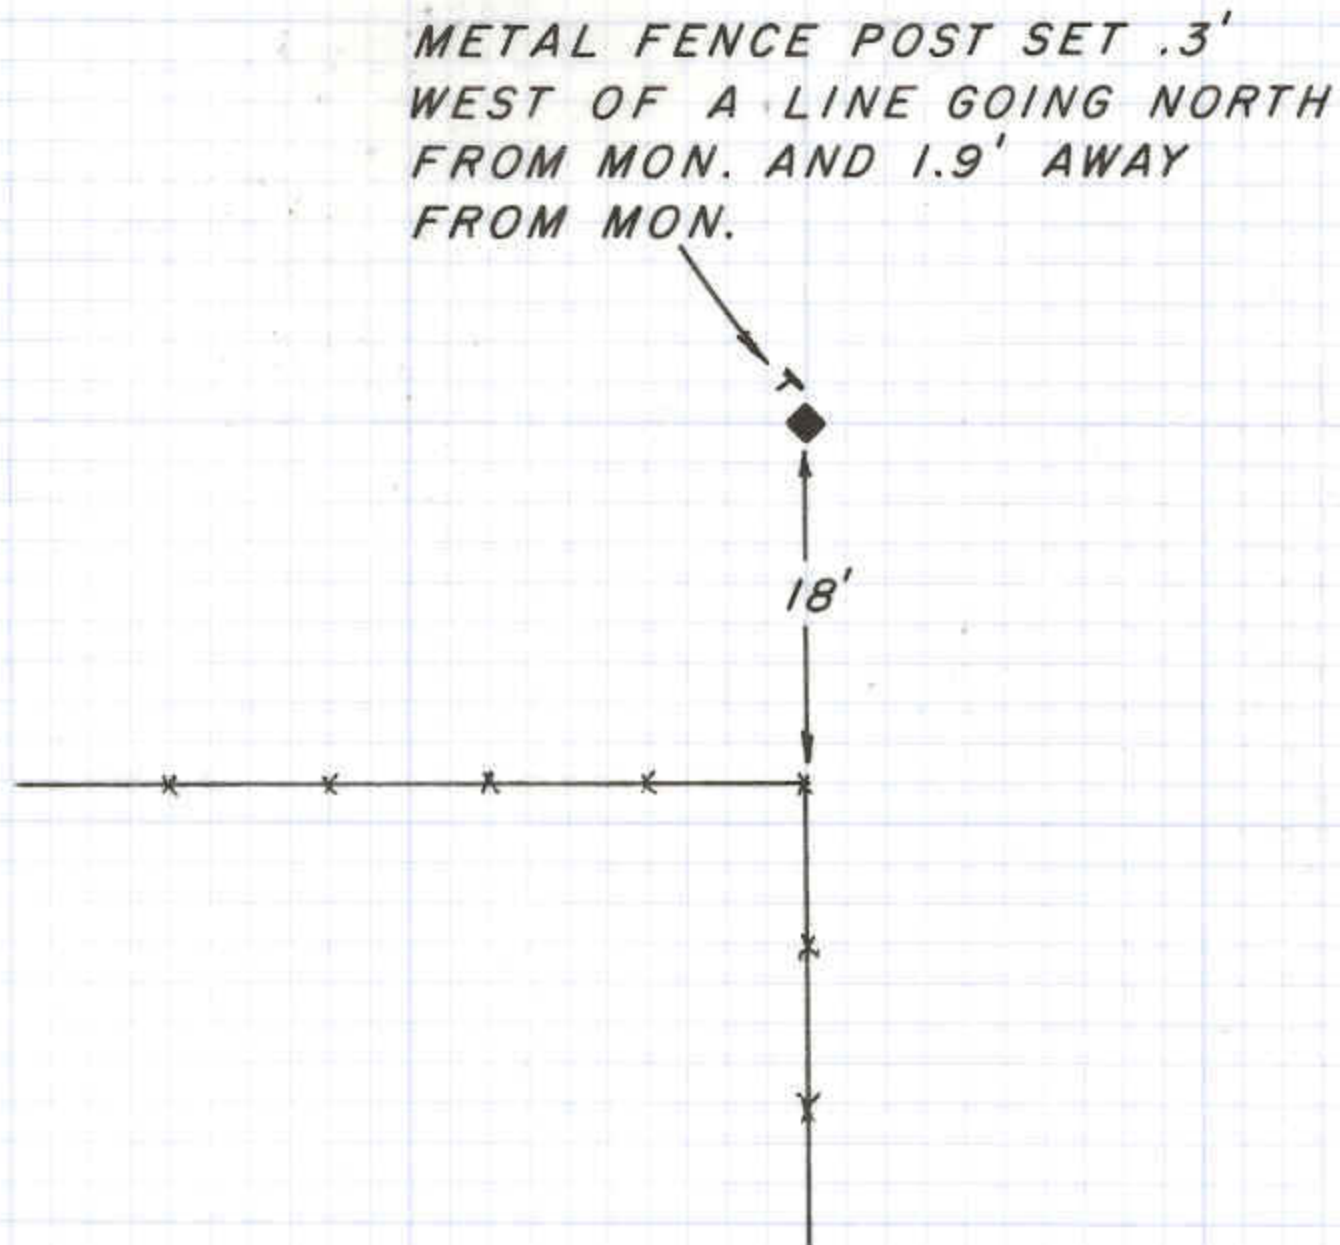 METAL FENCE POST SET .3'
WEST OF A LINE GOING NORTH
FROM MON. AND 1.9' AWAY
FROM MON.
18'